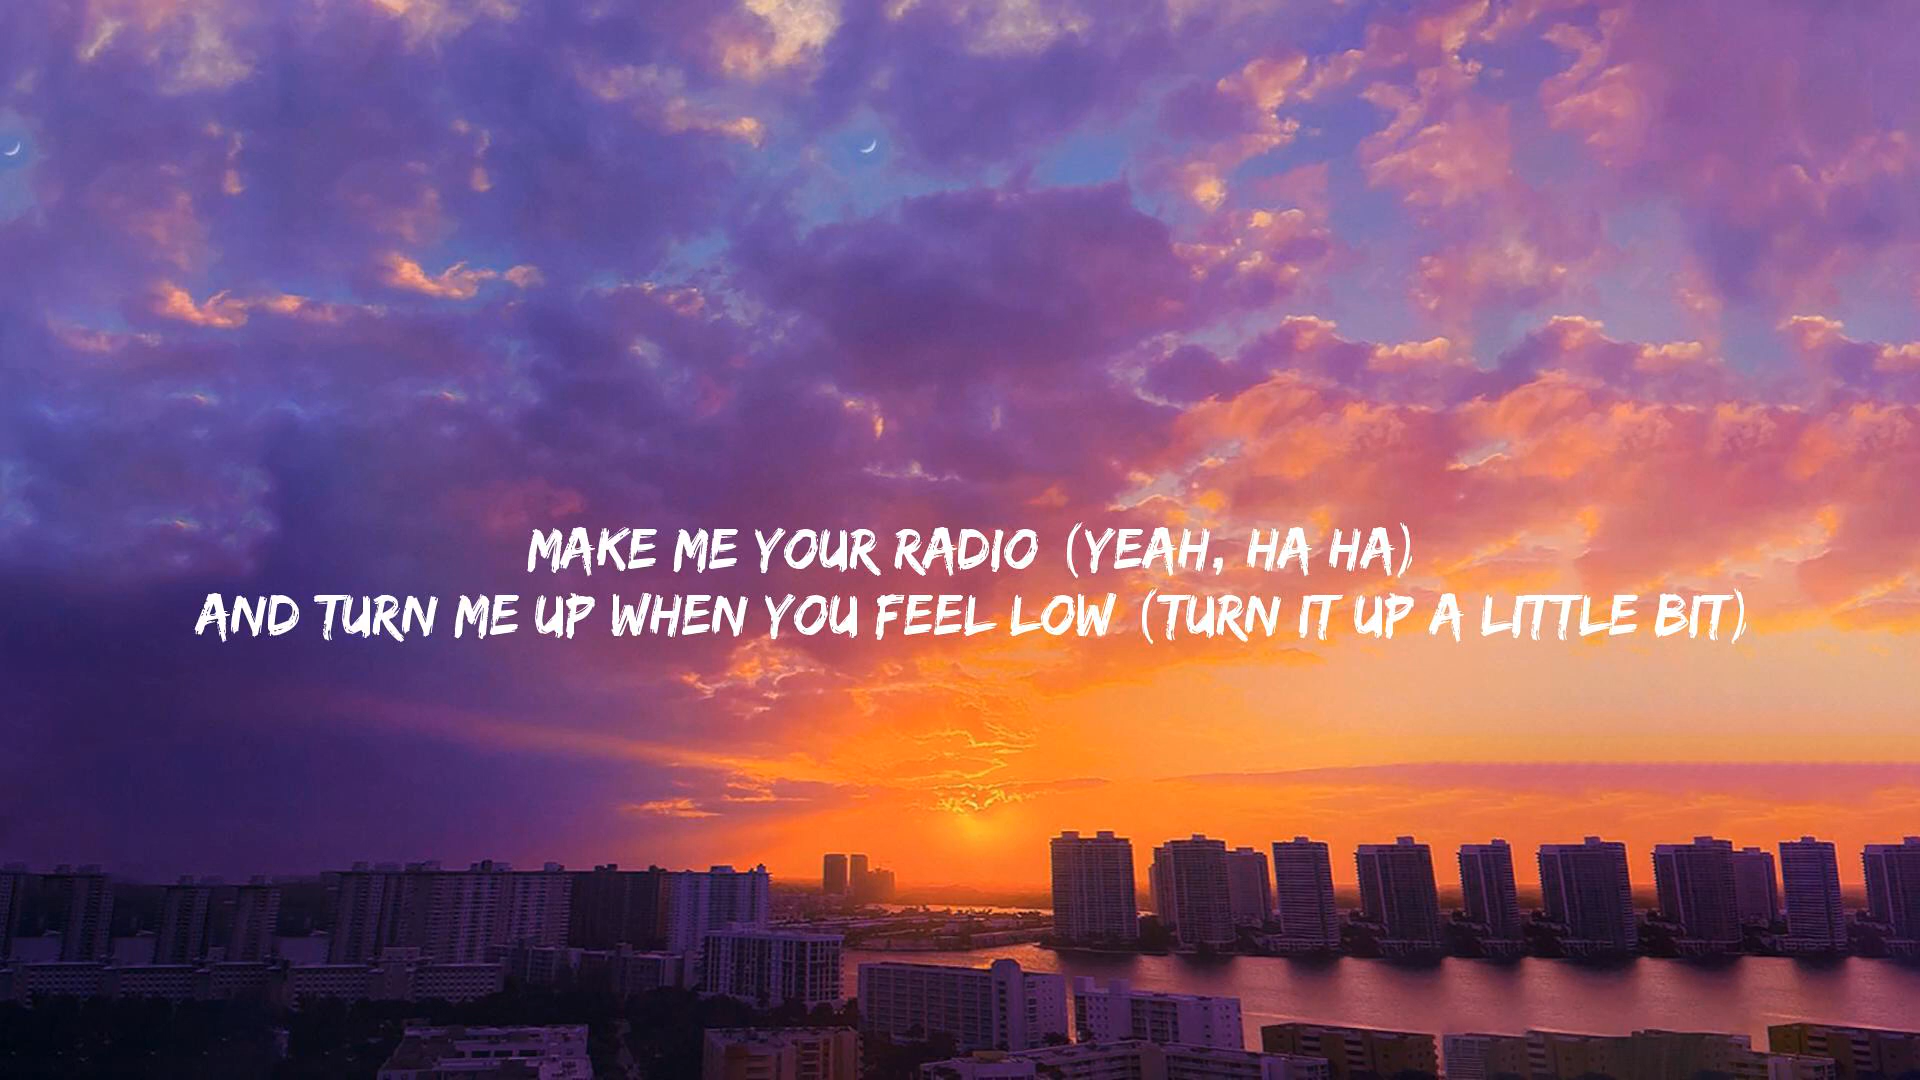 MAKE ME YOUR RADIO (YEAH, HA HA)
AND TURN ME UP WHEN YOU FEEL LOW (TURN IT UP A LITTLE BIT)